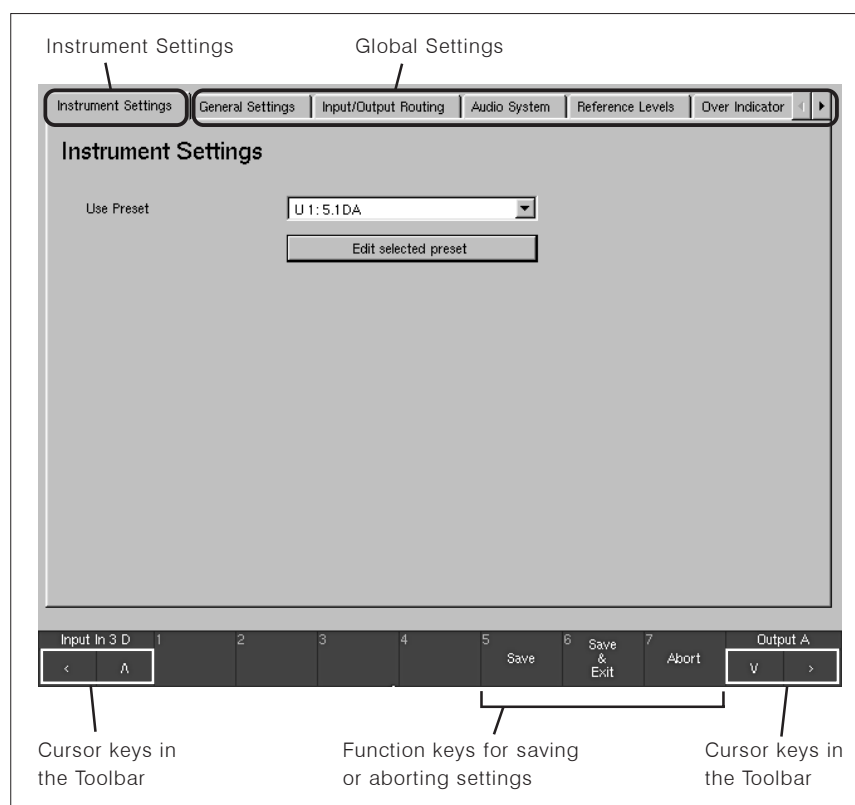 Instrument Settings Global Settings
Instrument Settings General Settings Input/Output Routing Audio System Reference Levels Over Indicator
Instrument Settings
Use Preset U 1: 5.1DA
Edit selected preset
Input In 3 D 1 2 3 4 5 Save 6 Save & Exit 7 Abort Output A
< Λ V >
Cursor keys in the Toolbar
Function keys for saving or aborting settings
Cursor keys in the Toolbar